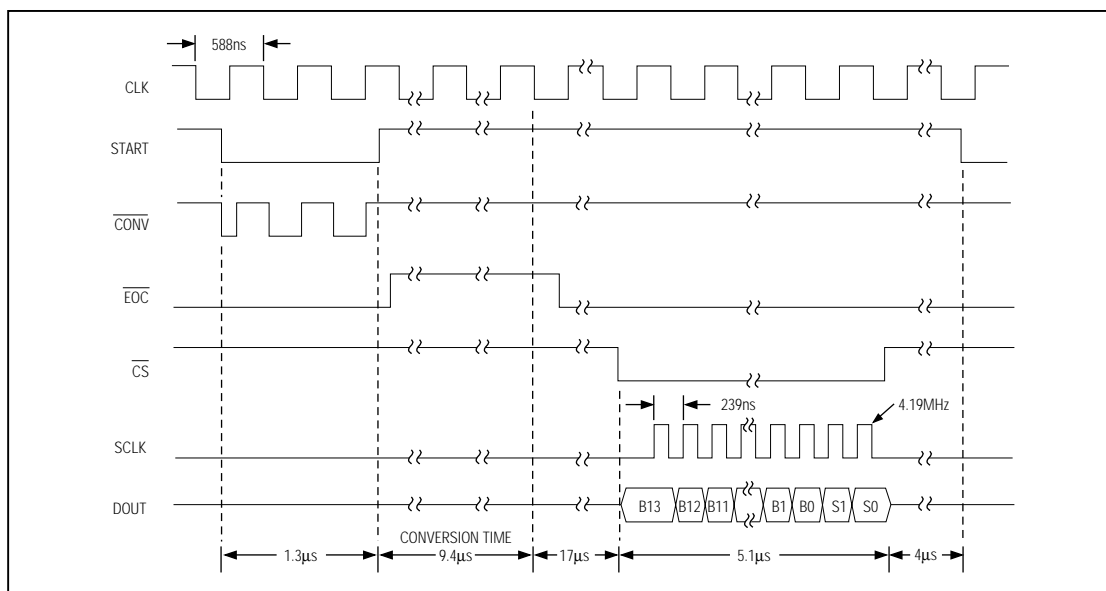 588ns
CLK
START
CONV
EOC
CS
239ns
4.19MHz
SCLK
DOUT
B13 B12 B11 B1 B0 S1 S0
CONVERSION TIME
1.3μs 9.4μs 17μs 5.1μs 4μs